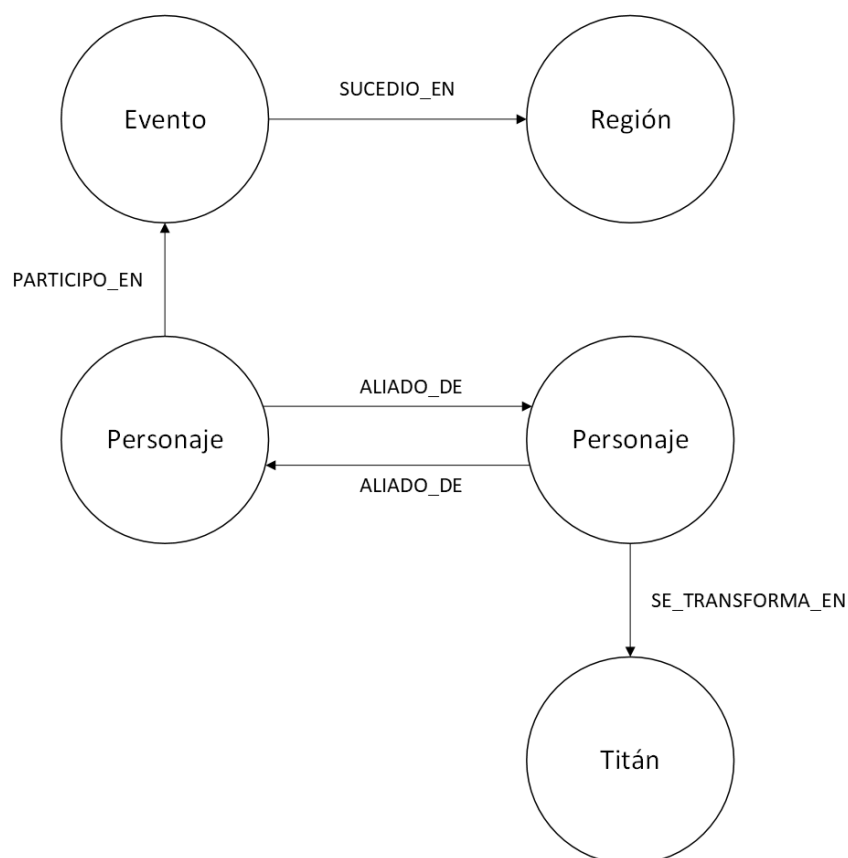 Evento
SUCEDIO_EN
Región
PARTICIPO_EN
Personaje
ALIADO_DE
ALIADO_DE
Personaje
SE_TRANSFORMA_EN
Titán